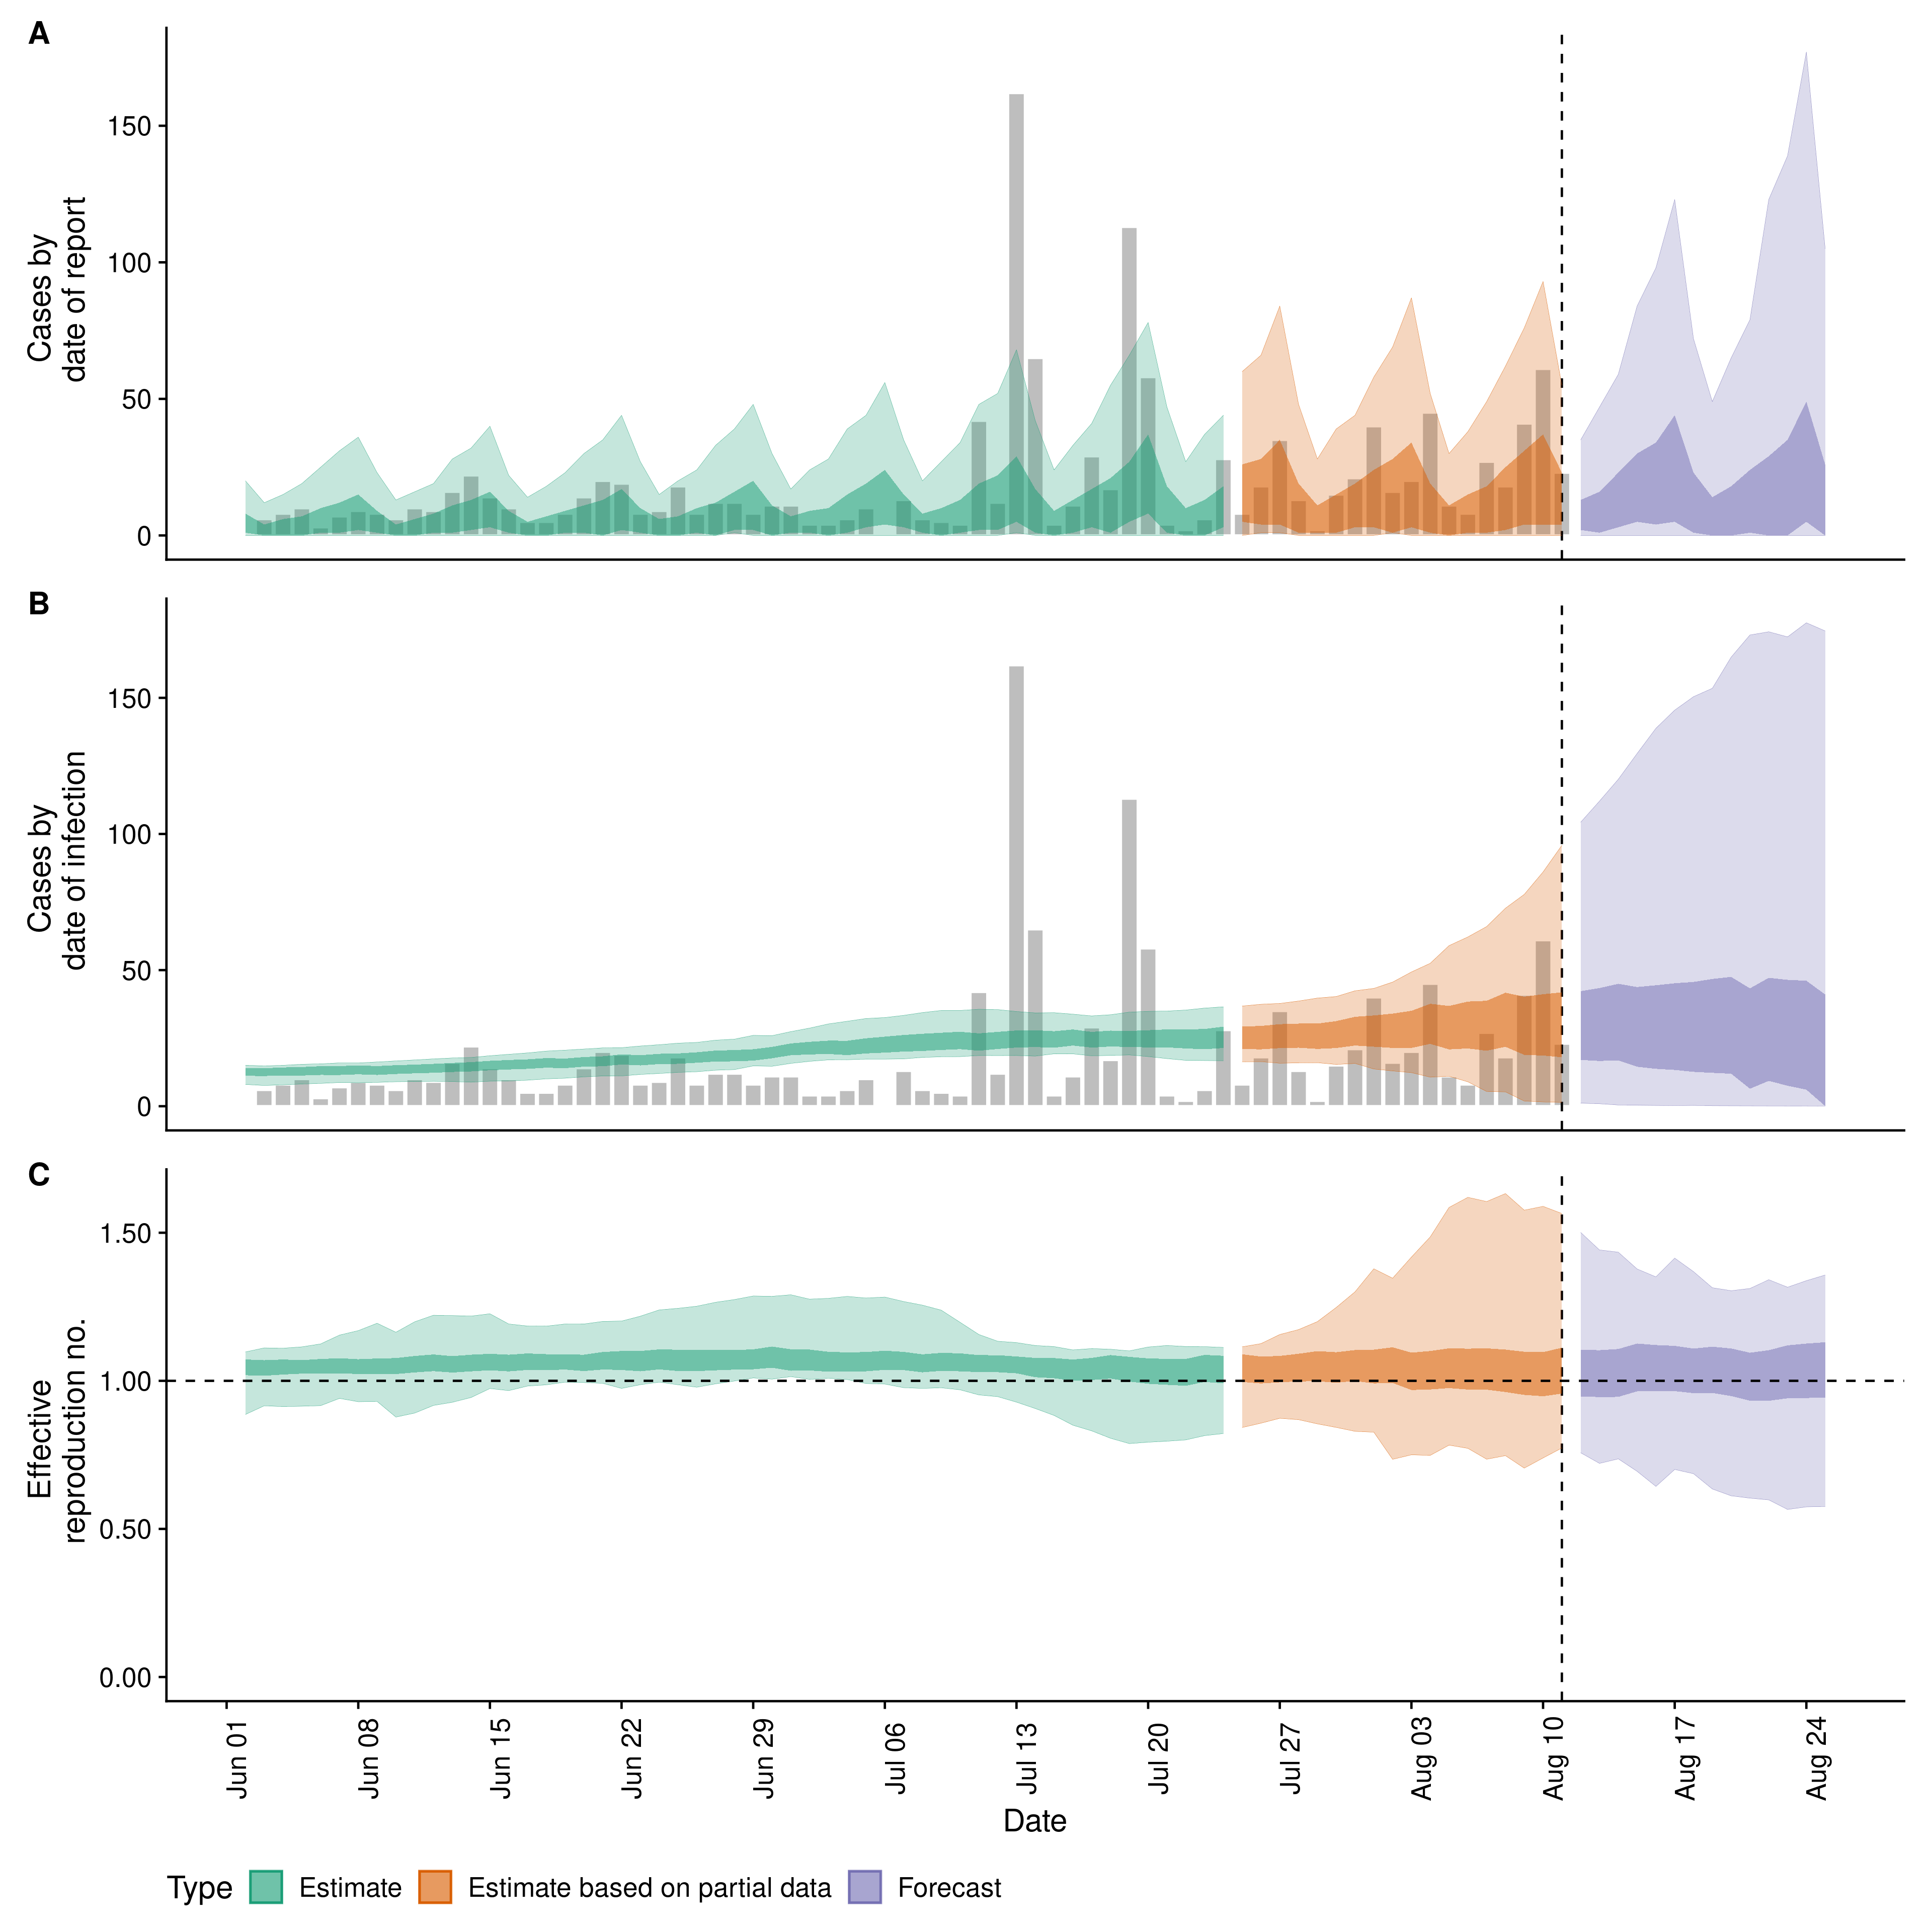 A
Cases by
date of report
150
100
50
0
B
Cases by
date of infection
150
100
50
0
C
Effective
reproduction no.
1.50
1.00
0.50
0.00
Jun 01
Jun 08
Jun 15
Jun 22
Jun 29
Jul 06
Jul 13
Jul 20
Jul 27
Aug 03
Aug 10
Aug 17
Aug 24
Date
Type Estimate Estimate based on partial data Forecast